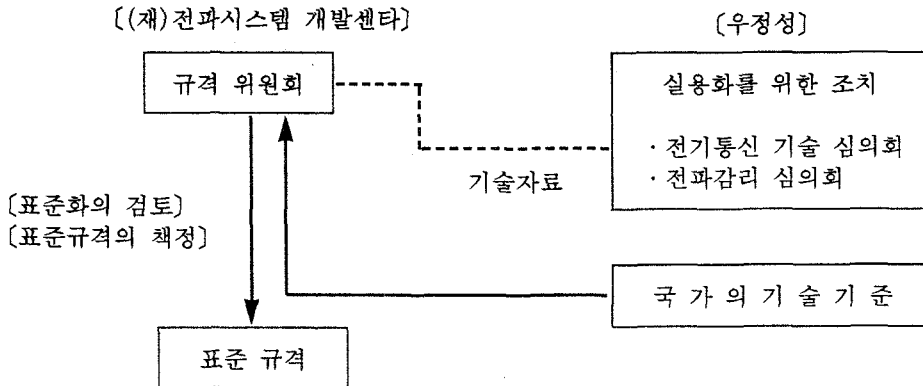 〔(재)전파시스템 개발센타〕
〔우정성〕
규격 위원회
실용화를 위한 조치
· 전기통신 기술 심의회
· 전파감리 심의회
기술자료
〔표준화의 검토〕
〔표준규격의 책정〕
국 가 의 기 술 기 준
표준 규격